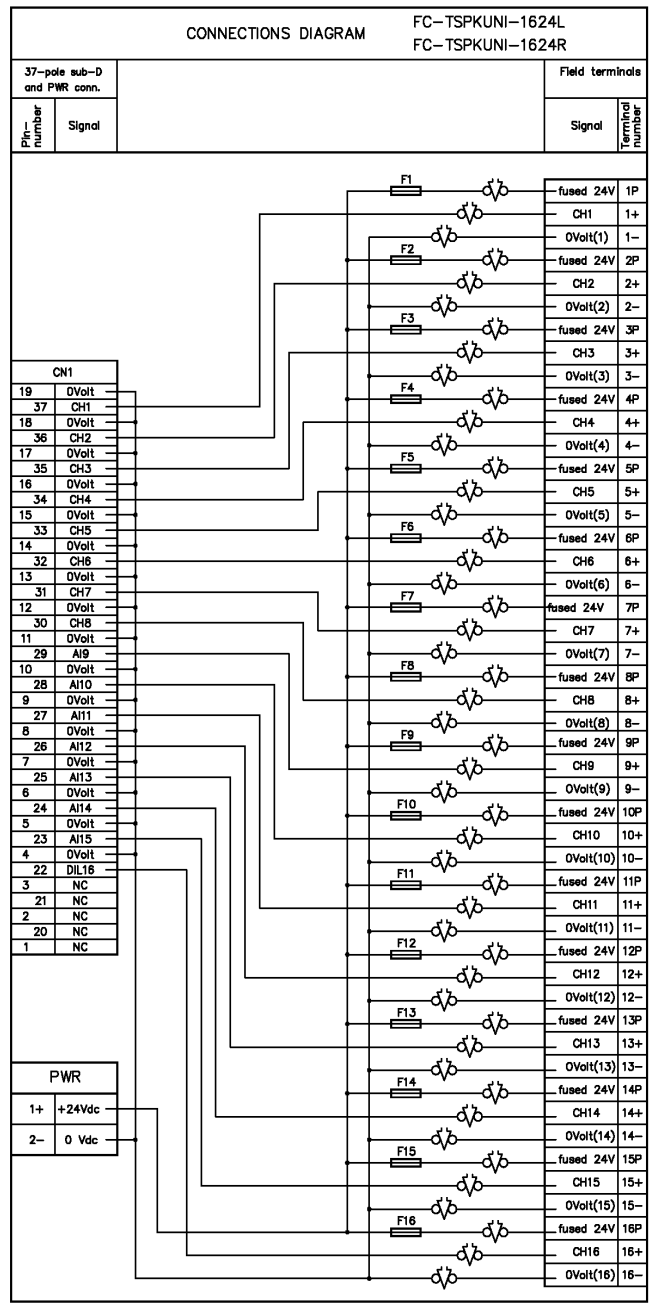 CONNECTIONS DIAGRAM
FC-TSPKUNI-1624L
FC-TSPKUNI-1624R
37-pole sub-D
and PWR conn.
Field terminals
Pin-
number
Signal
Signal
Terminal
number
F1
fused 24V 1P
CH1 1+
0Volt(1) 1-
F2
fused 24V 2P
CH2 2+
0Volt(2) 2-
F3
fused 24V 3P
CH3 3+
0Volt(3) 3-
F4
fused 24V 4P
CH4 4+
0Volt(4) 4-
F5
fused 24V 5P
CH5 5+
0Volt(5) 5-
F6
fused 24V 6P
CH6 6+
0Volt(6) 6-
F7
fused 24V 7P
CH7 7+
0Volt(7) 7-
F8
fused 24V 8P
CH8 8+
0Volt(8) 8-
F9
fused 24V 9P
CH9 9+
0Volt(9) 9-
F10
fused 24V 10P
CH10 10+
0Volt(10) 10-
F11
fused 24V 11P
CH11 11+
0Volt(11) 11-
F12
fused 24V 12P
CH12 12+
0Volt(12) 12-
F13
fused 24V 13P
CH13 13+
0Volt(13) 13-
F14
fused 24V 14P
CH14 14+
0Volt(14) 14-
F15
fused 24V 15P
CH15 15+
0Volt(15) 15-
F16
fused 24V 16P
CH16 16+
0Volt(16) 16-
CN1
19 0Volt
37 CH1
18 0Volt
36 CH2
17 0Volt
35 CH3
16 0Volt
34 CH4
15 0Volt
33 CH5
14 0Volt
32 CH6
13 0Volt
31 CH7
12 0Volt
30 CH8
11 0Volt
29 AI9
10 0Volt
28 AI10
9 0Volt
27 AI11
8 0Volt
26 AI12
7 0Volt
25 AI13
6 0Volt
24 AI14
5 0Volt
23 AI15
4 0Volt
22 DIL16
3 NC
21 NC
2 NC
20 NC
1 NC
PWR
1+ +24Vdc
2- 0 Vdc